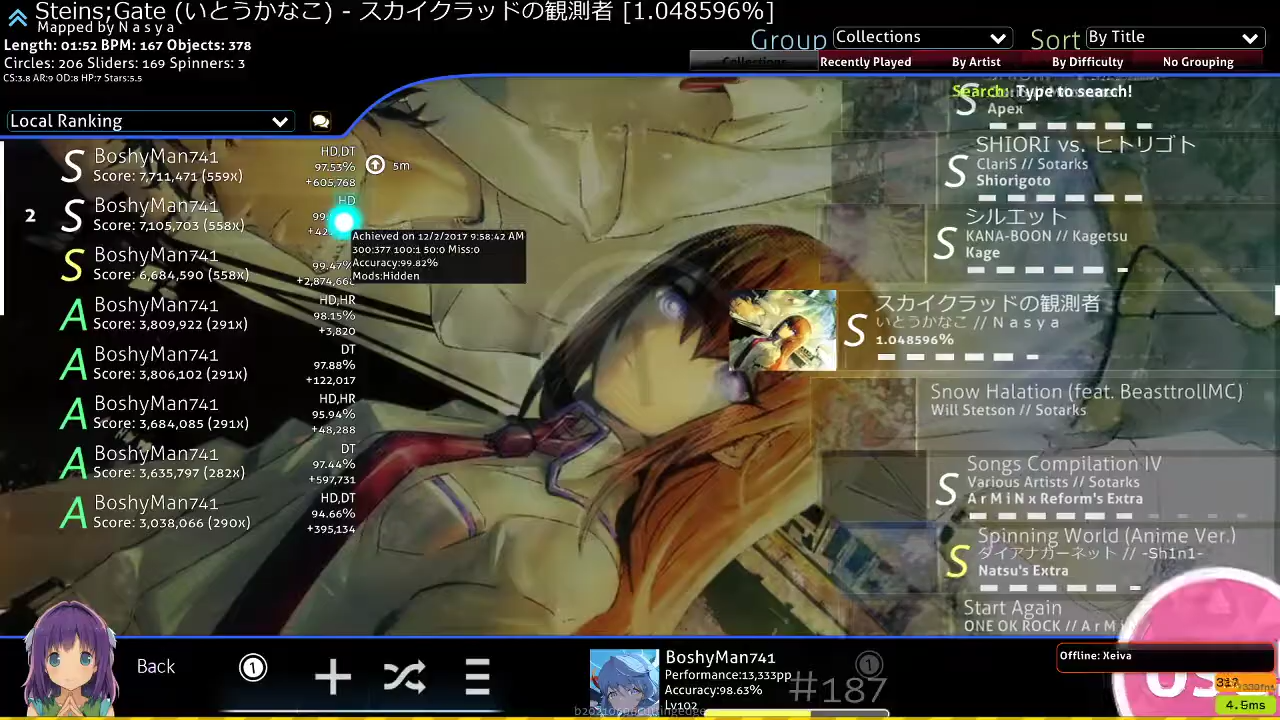 Steins;Gate (いとうかなこ) - スカイクラッドの観測者 [1.048596%]
Mapped by N a s y a
Length: 01:52 BPM: 167 Objects: 378
Circles: 206 Sliders: 169 Spinners: 3
CS:3.8 AR:9 OD:8 HP:7 Stars:5.5
Group
Collections
Sort
By Title
Collections
Recently Played
By Artist
By Difficulty
No Grouping
Search: Type to search!
Local Ranking
S BoshyMan741
Score: 7,711,471 (559x)
HD,DT
97.53%
+605,768
5m
2
S BoshyMan741
Score: 7,105,703 (558x)
HD
Achieved on 12/2/2017 9:58:42 AM
300:377 100:1 50:0 Miss:0
Accuracy:99.82%
Mods:Hidden
S BoshyMan741
Score: 6,684,590 (558x)
99.47%
A BoshyMan741
Score: 3,809,922 (291x)
HD,HR
98.15%
+3,820
A BoshyMan741
Score: 3,806,102 (291x)
DT
97.88%
+122,017
A BoshyMan741
Score: 3,684,085 (291x)
HD,HR
95.94%
+48,288
A BoshyMan741
Score: 3,635,797 (282x)
DT
97.44%
+597,731
A BoshyMan741
Score: 3,038,066 (290x)
HD,DT
94.66%
+395,134
S
Apex
SHIORI vs. ヒトリゴト
S ClariS // Sotarks
Shiorigoto
シルエット
S KANA-BOON // Kagetsu
Kage
スカイクラッドの観測者
S いとうかなこ // N a s y a
1.048596%
Snow Halation (feat. BeasttrollMC)
Will Stetson // Sotarks
Songs Compilation IV
S Various Artists // Sotarks
A r M i N x Reform's Extra
Spinning World (Anime Ver.)
S ダイアナガーネット // -Sh1n1-
Natsu's Extra
Start Again
ONE OK ROCK // A r M i N
Back
1
BoshyMan741
Performance:13,333pp
Accuracy:98.63%
Lv102
#187
1
Offline: Xeiva
4.5ms